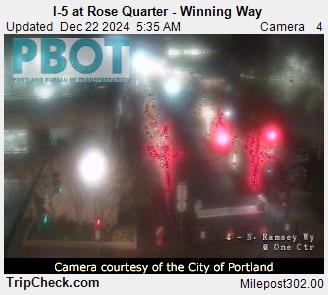 I-5 at Rose Quarter - Winning Way
Updated Dec 22 2024 5:35 AM Camera 4
PBOT
PORTLAND BUREAU OF TRANSPORTATION
4 - N. Ramsey Wy
@ One Ctr
Camera courtesy of the City of Portland
TripCheck.com Milepost302.00